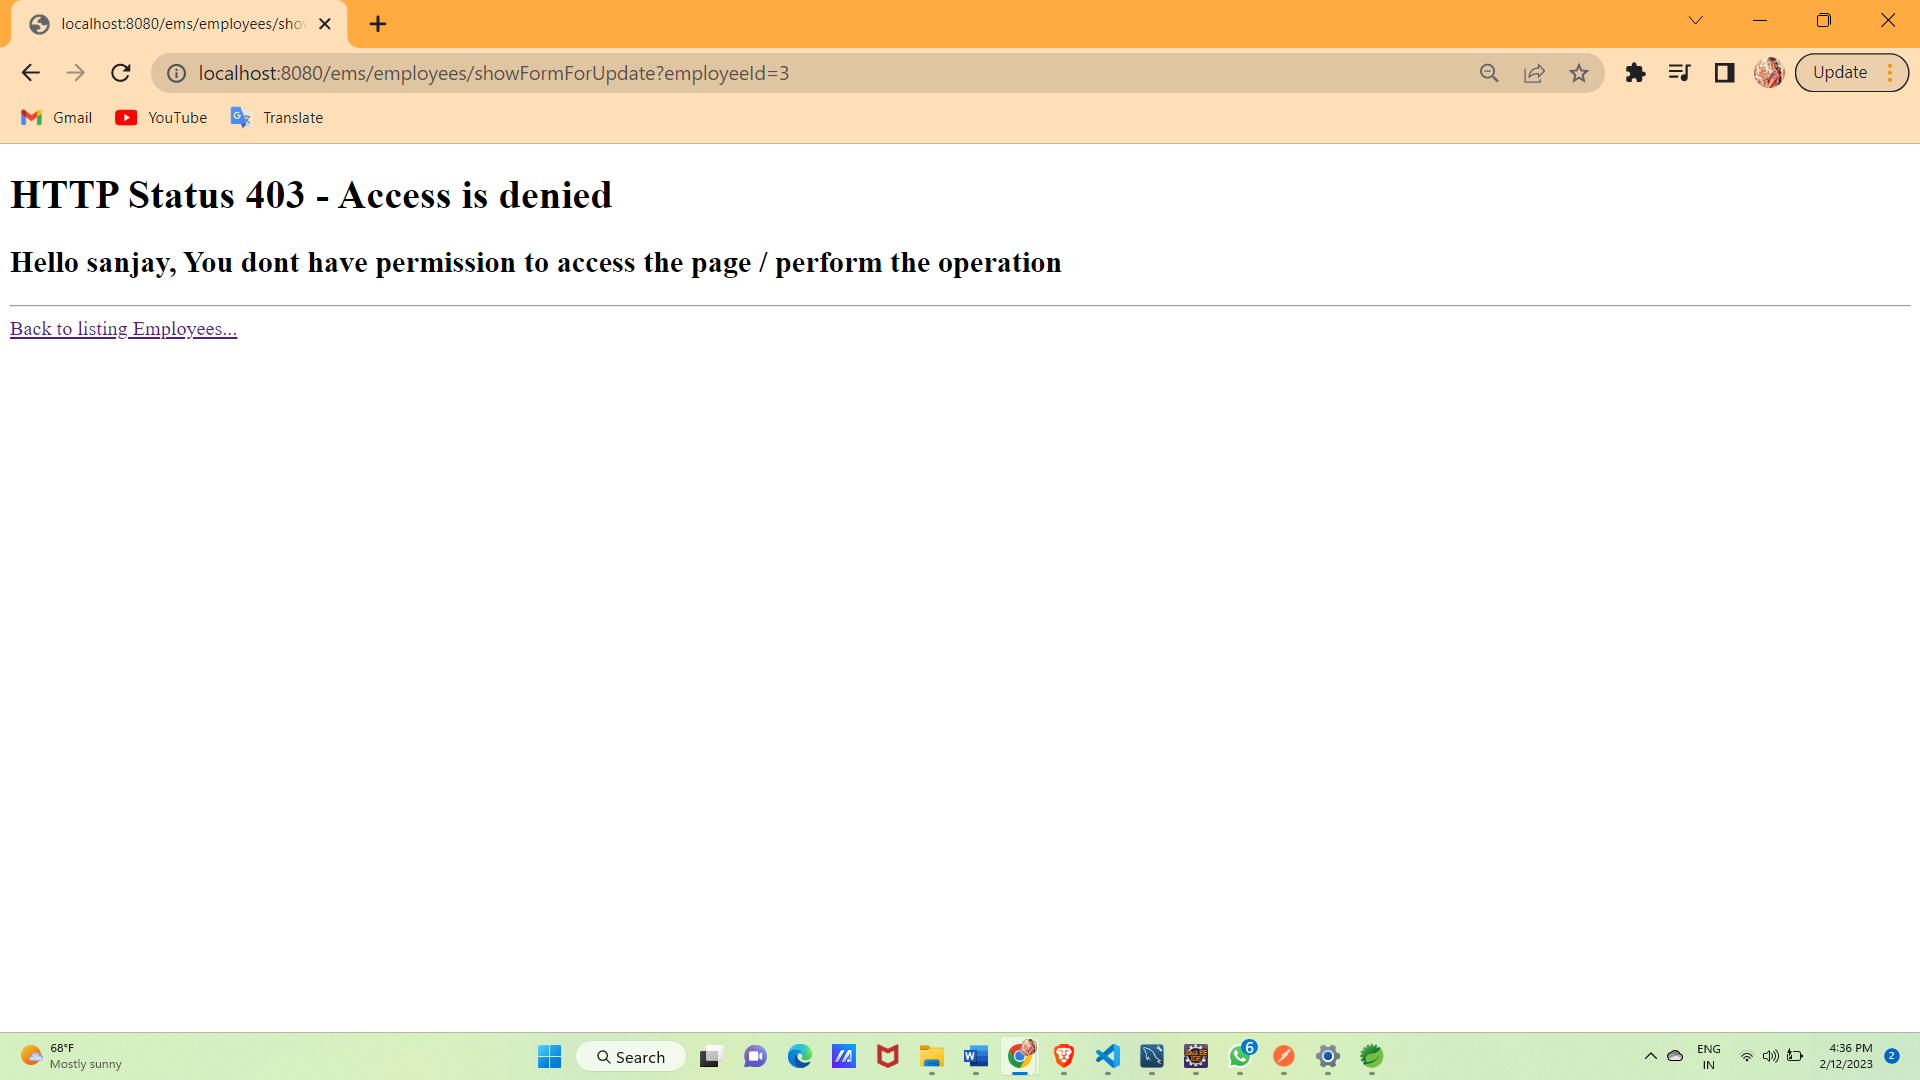 localhost:8080/ems/employees/sho
localhost:8080/ems/employees/showFormForUpdate?employeeId=3
Update
Gmail
YouTube
Translate
HTTP Status 403 - Access is denied
Hello sanjay, You dont have permission to access the page / perform the operation
Back to listing Employees...
68°F
Mostly sunny
Search
6
ENG
IN
4:36 PM
2/12/2023
2